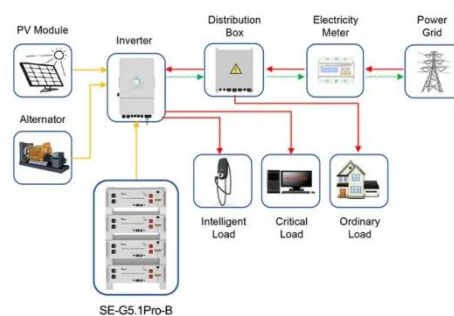 PV Module
Inverter
Distribution
Box
Electricity
Meter
Power
Grid
Alternator
Intelligent
Load
Critical
Load
Ordinary
Load
SE-G5.1Pro-B